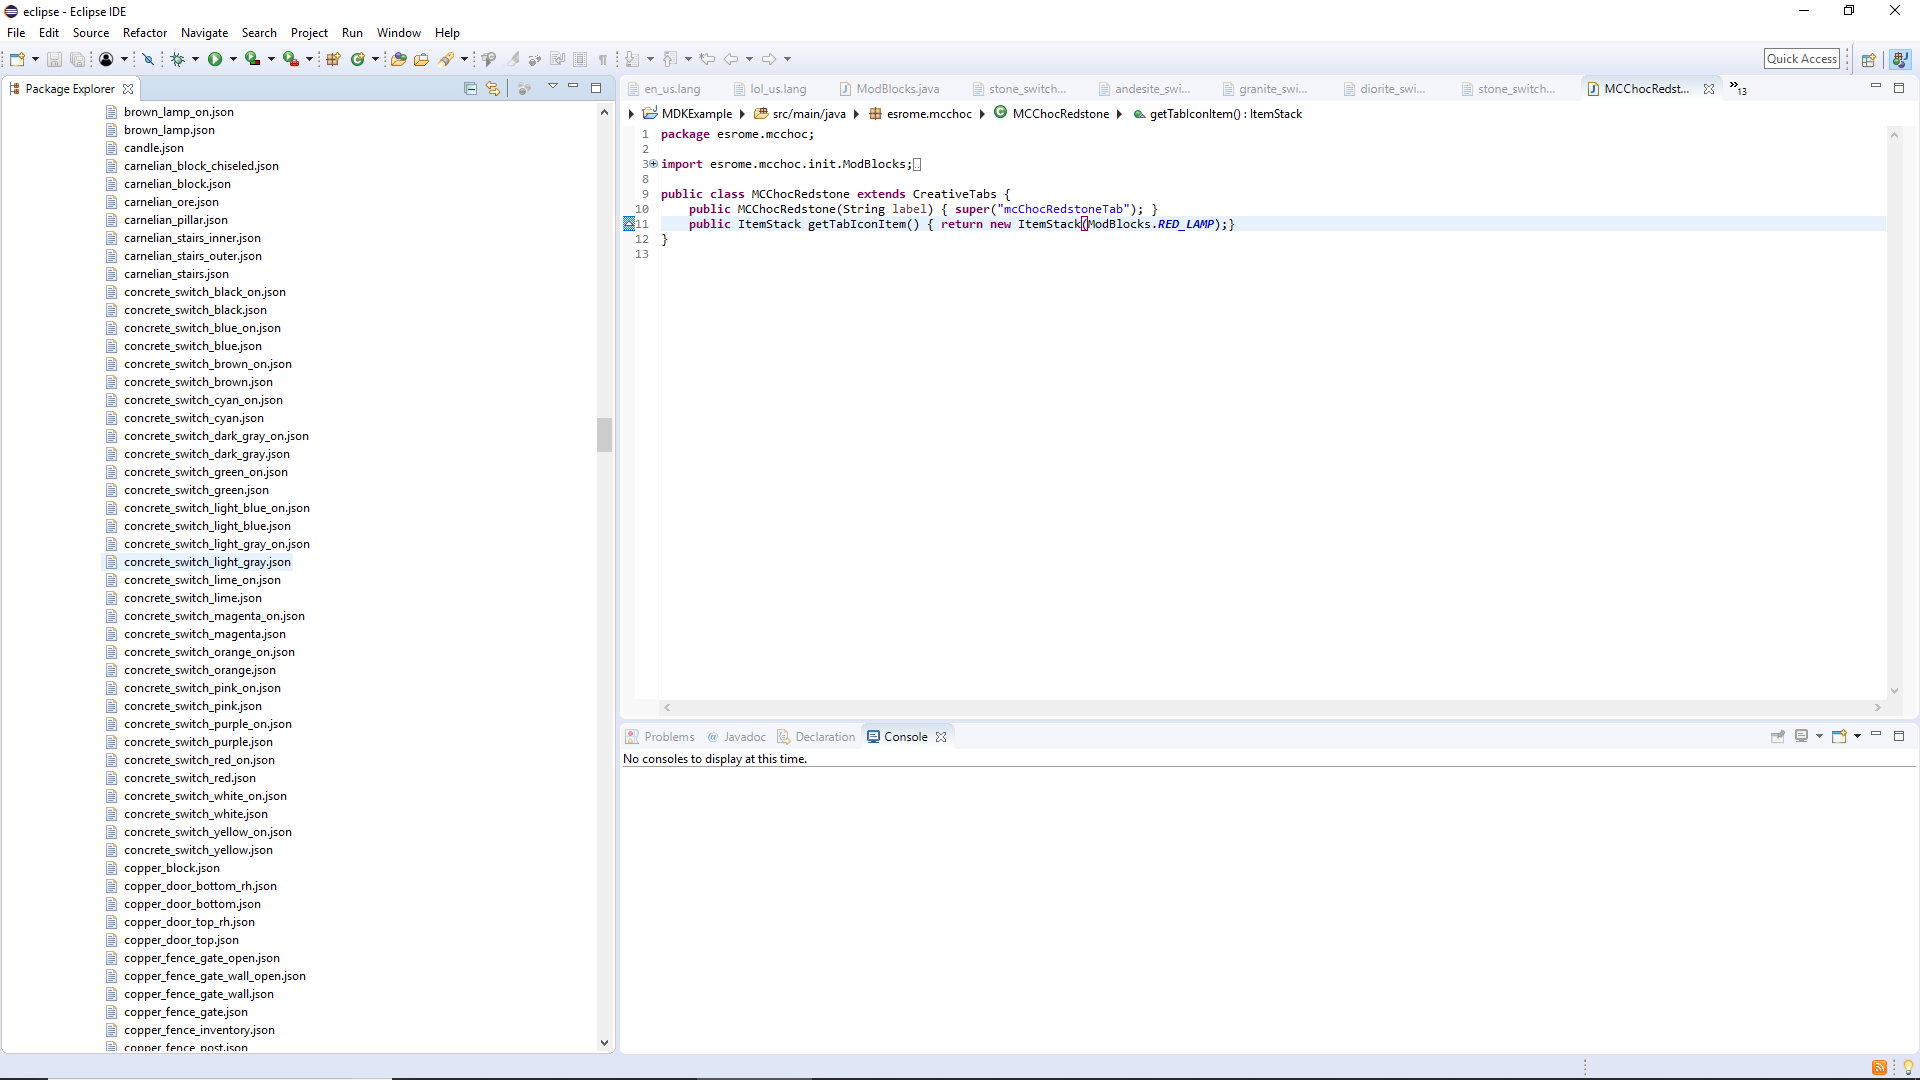 eclipse - Eclipse IDE
File Edit Source Refactor Navigate Search Project Run Window Help
Quick Access
Package Explorer
brown_lamp_on.json
brown_lamp.json
candle.json
carnelian_block_chiseled.json
carnelian_block.json
carnelian_ore.json
carnelian_pillar.json
carnelian_stairs_inner.json
carnelian_stairs_outer.json
carnelian_stairs.json
concrete_switch_black_on.json
concrete_switch_black.json
concrete_switch_blue_on.json
concrete_switch_blue.json
concrete_switch_brown_on.json
concrete_switch_brown.json
concrete_switch_cyan_on.json
concrete_switch_cyan.json
concrete_switch_dark_gray_on.json
concrete_switch_dark_gray.json
concrete_switch_green_on.json
concrete_switch_green.json
concrete_switch_light_blue_on.json
concrete_switch_light_blue.json
concrete_switch_light_gray_on.json
concrete_switch_light_gray.json
concrete_switch_lime_on.json
concrete_switch_lime.json
concrete_switch_magenta_on.json
concrete_switch_magenta.json
concrete_switch_orange_on.json
concrete_switch_orange.json
concrete_switch_pink_on.json
concrete_switch_pink.json
concrete_switch_purple_on.json
concrete_switch_purple.json
concrete_switch_red_on.json
concrete_switch_red.json
concrete_switch_white_on.json
concrete_switch_white.json
concrete_switch_yellow_on.json
concrete_switch_yellow.json
copper_block.json
copper_door_bottom_rh.json
copper_door_bottom.json
copper_door_top_rh.json
copper_door_top.json
copper_fence_gate_open.json
copper_fence_gate_wall_open.json
copper_fence_gate_wall.json
copper_fence_gate.json
copper_fence_inventory.json
copper_fence_post.json
en_us.lang lol_us.lang ModBlocks.java stone_switch... andesite_swi... granite_swi... diorite_swi... stone_switch... MCChocRedst... 13
MDKExample src/main/java esrome.mcchoc MCChocRedstone getTabIconItem() : ItemStack
1 package esrome.mcchoc;
2
3 import esrome.mcchoc.init.ModBlocks;
8
9 public class MCChocRedstone extends CreativeTabs {
10 public MCChocRedstone(String label) { super("mcChocRedstoneTab"); }
11 public ItemStack getTabIconItem() { return new ItemStack(ModBlocks.RED_LAMP);}
12 }
13
Problems @ Javadoc Declaration Console
No consoles to display at this time.